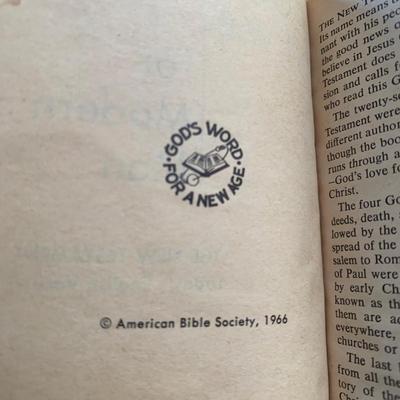 GOD'S WORD
FOR A NEW AGE
© American Bible Society, 1966
THE NEW
Its name means
nant with his peop
the good news o
believe in Jesus
Testament does
sion and calls f
who read this G
The twenty-se
Testament were
different author
though the boo
runs through a
—God's love fo
Christ.
The four Go
deeds, death, a
lowed by the
spread of the
salem to Rom
of Paul were
by early Ch
known as th
them are ac
everywhere,
churches or
The last
from all the
tory of the